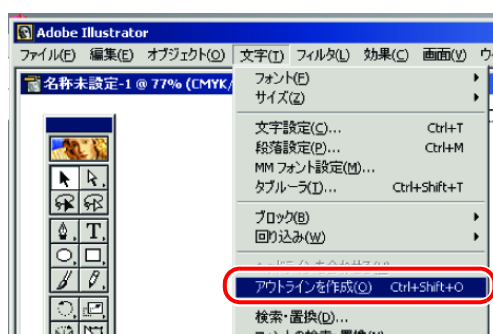 Adobe Illustrator
ファイル(F) 編集(E) オブジェクト(O) 文字(T) フィルタ(L) 効果(C) 画面(V) ウ
名称未設定-1 @ 77% (CMYK/
フォント(F)
サイズ(Z)
文字設定(C)... Ctrl+T
段落設定(P)... Ctrl+M
MM フォント設定(M)...
タブルーラ(I)... Ctrl+Shift+T
ブロック(B)
回り込み(W)
アウトラインを作成(O) Ctrl+Shift+O
検索・置換(D)...